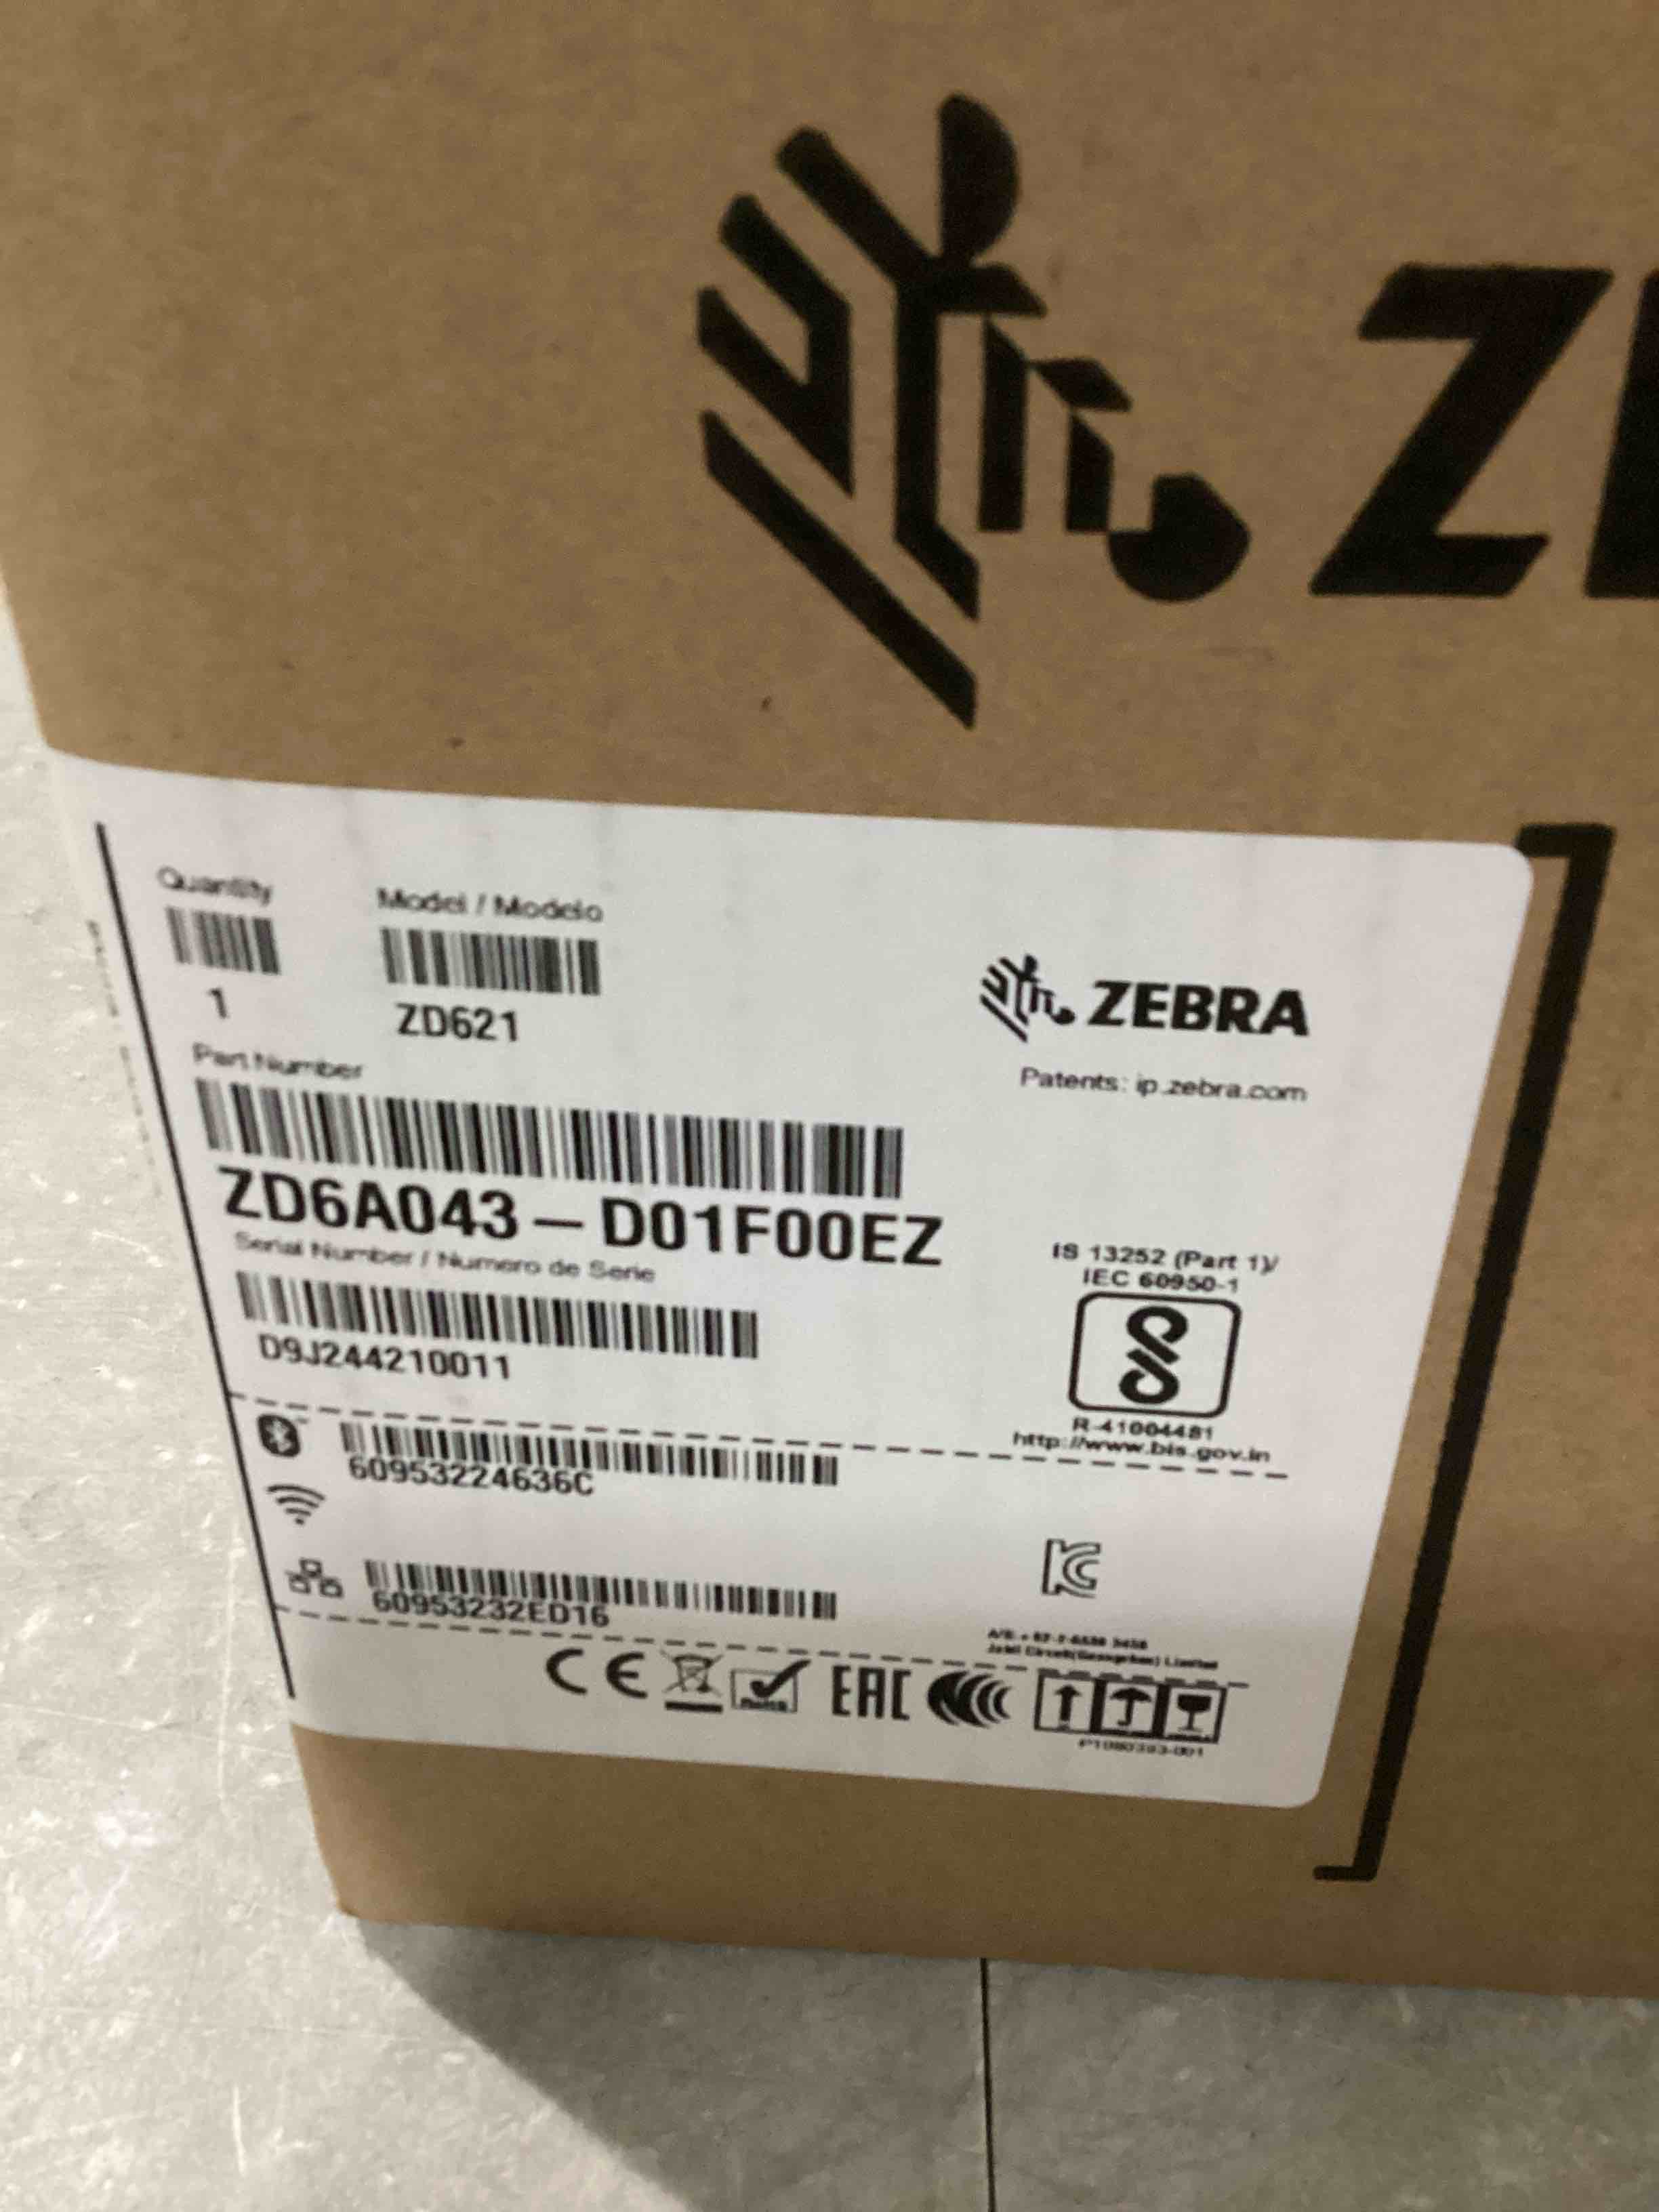 ZE
Quantity
Model / Modelo
1
ZD621
ZEBRA
Part Number
Patents: ip.zebra.com
ZD6A043-D01F00EZ
Serial Number / Numero de Serie
IS 13252 (Part 1)/
IEC 60950-1
D9J244210011
R-41004481
http://www.bis.gov.in
60953224636C
60953232ED16
CE
EAC